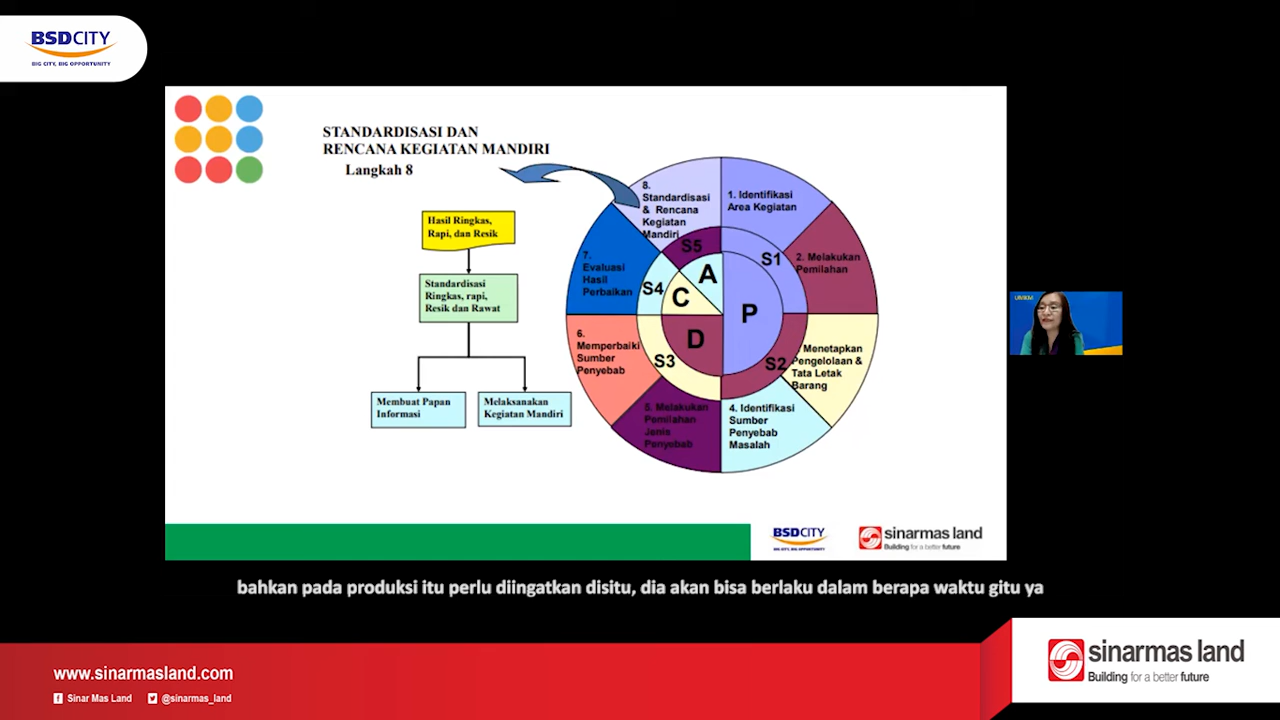 BSDCITY
BIG CITY, BIG OPPORTUNITY
STANDARDISASI DAN
RENCANA KEGIATAN MANDIRI
Langkah 8
Hasil Ringkas,
Rapi, dan Resik
Standardisasi
Ringkas, rapi,
Resik dan Rawat
Membuat Papan
Informasi
Melaksanakan
Kegiatan Mandiri
8.
Standardisasi
& Rencana
Kegiatan
Mandiri
1. Identifikasi
Area Kegiatan
2. Melakukan
Pemilahan
Menetapkan
Pengelolaan &
Tata Letak
Barang
4. Identifikasi
Sumber
Penyebab
Masalah
5. Melakukan
Pemilahan
Jenis
Penyebab
6.
Memperbaiki
Sumber
Penyebab
7.
Evaluasi
Hasil
Perbaikan
S5
S1
S4
S2
S3
A
C
P
D
BSDCITY
BIG CITY, BIG OPPORTUNITY
sinarmas land
Building for a better future
bahkan pada produksi itu perlu diingatkan disitu, dia akan bisa berlaku dalam berapa waktu gitu ya
www.sinarmasland.com
Sinar Mas Land
@sinarmas_land
sinarmas land
Building for a better future